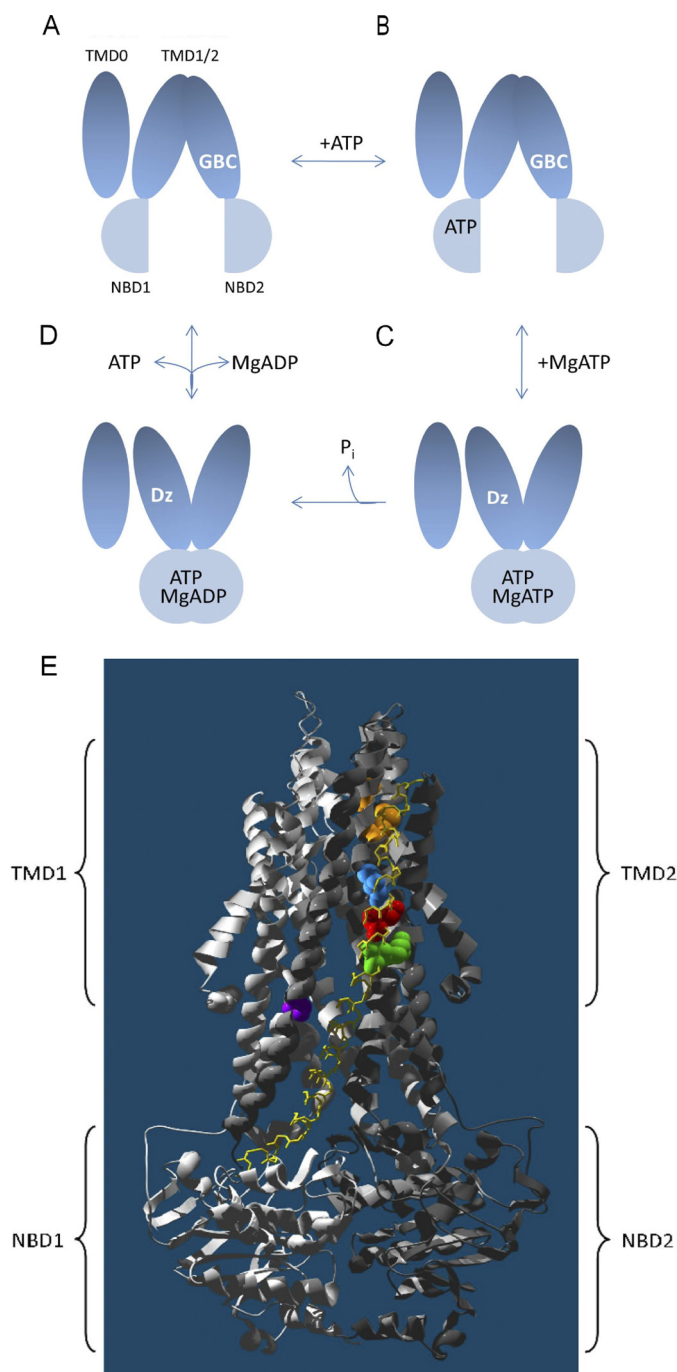 A
B
TMD0
TMD1/2
GBC
+ATP
GBC
ATP
NBD1
NBD2
D
C
ATP
MgADP
+MgATP
Pi
Dz
Dz
ATP
MgADP
ATP
MgATP
E
TMD1
TMD2
NBD1
NBD2